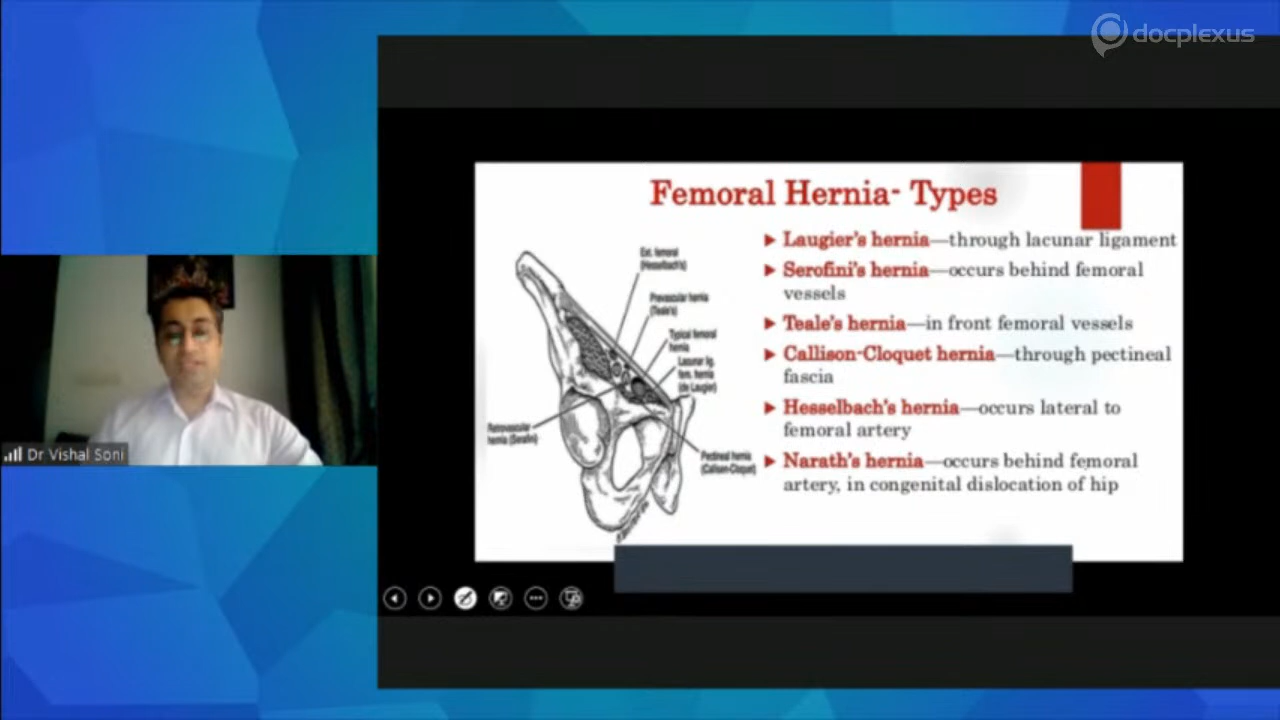 docplexus
Femoral Hernia- Types
Laugier's hernia—through lacunar ligament
Serofini's hernia—occurs behind femoral
vessels
Teale's hernia—in front femoral vessels
Callison-Cloquet hernia—through pectineal
fascia
Hesselbach's hernia—occurs lateral to
femoral artery
Narath's hernia—occurs behind femoral
artery, in congenital dislocation of hip
Ext. femoral
(Hesselbach's)
Prevascular hernia
(Teale's)
Typical femoral
hernia
Lacunar lig.
fem. hernia
(de Laugier)
Retrovascular
hernia (Serafin)
Pectineal hernia
(Callison-Cloquet)
Dr Vishal Soni